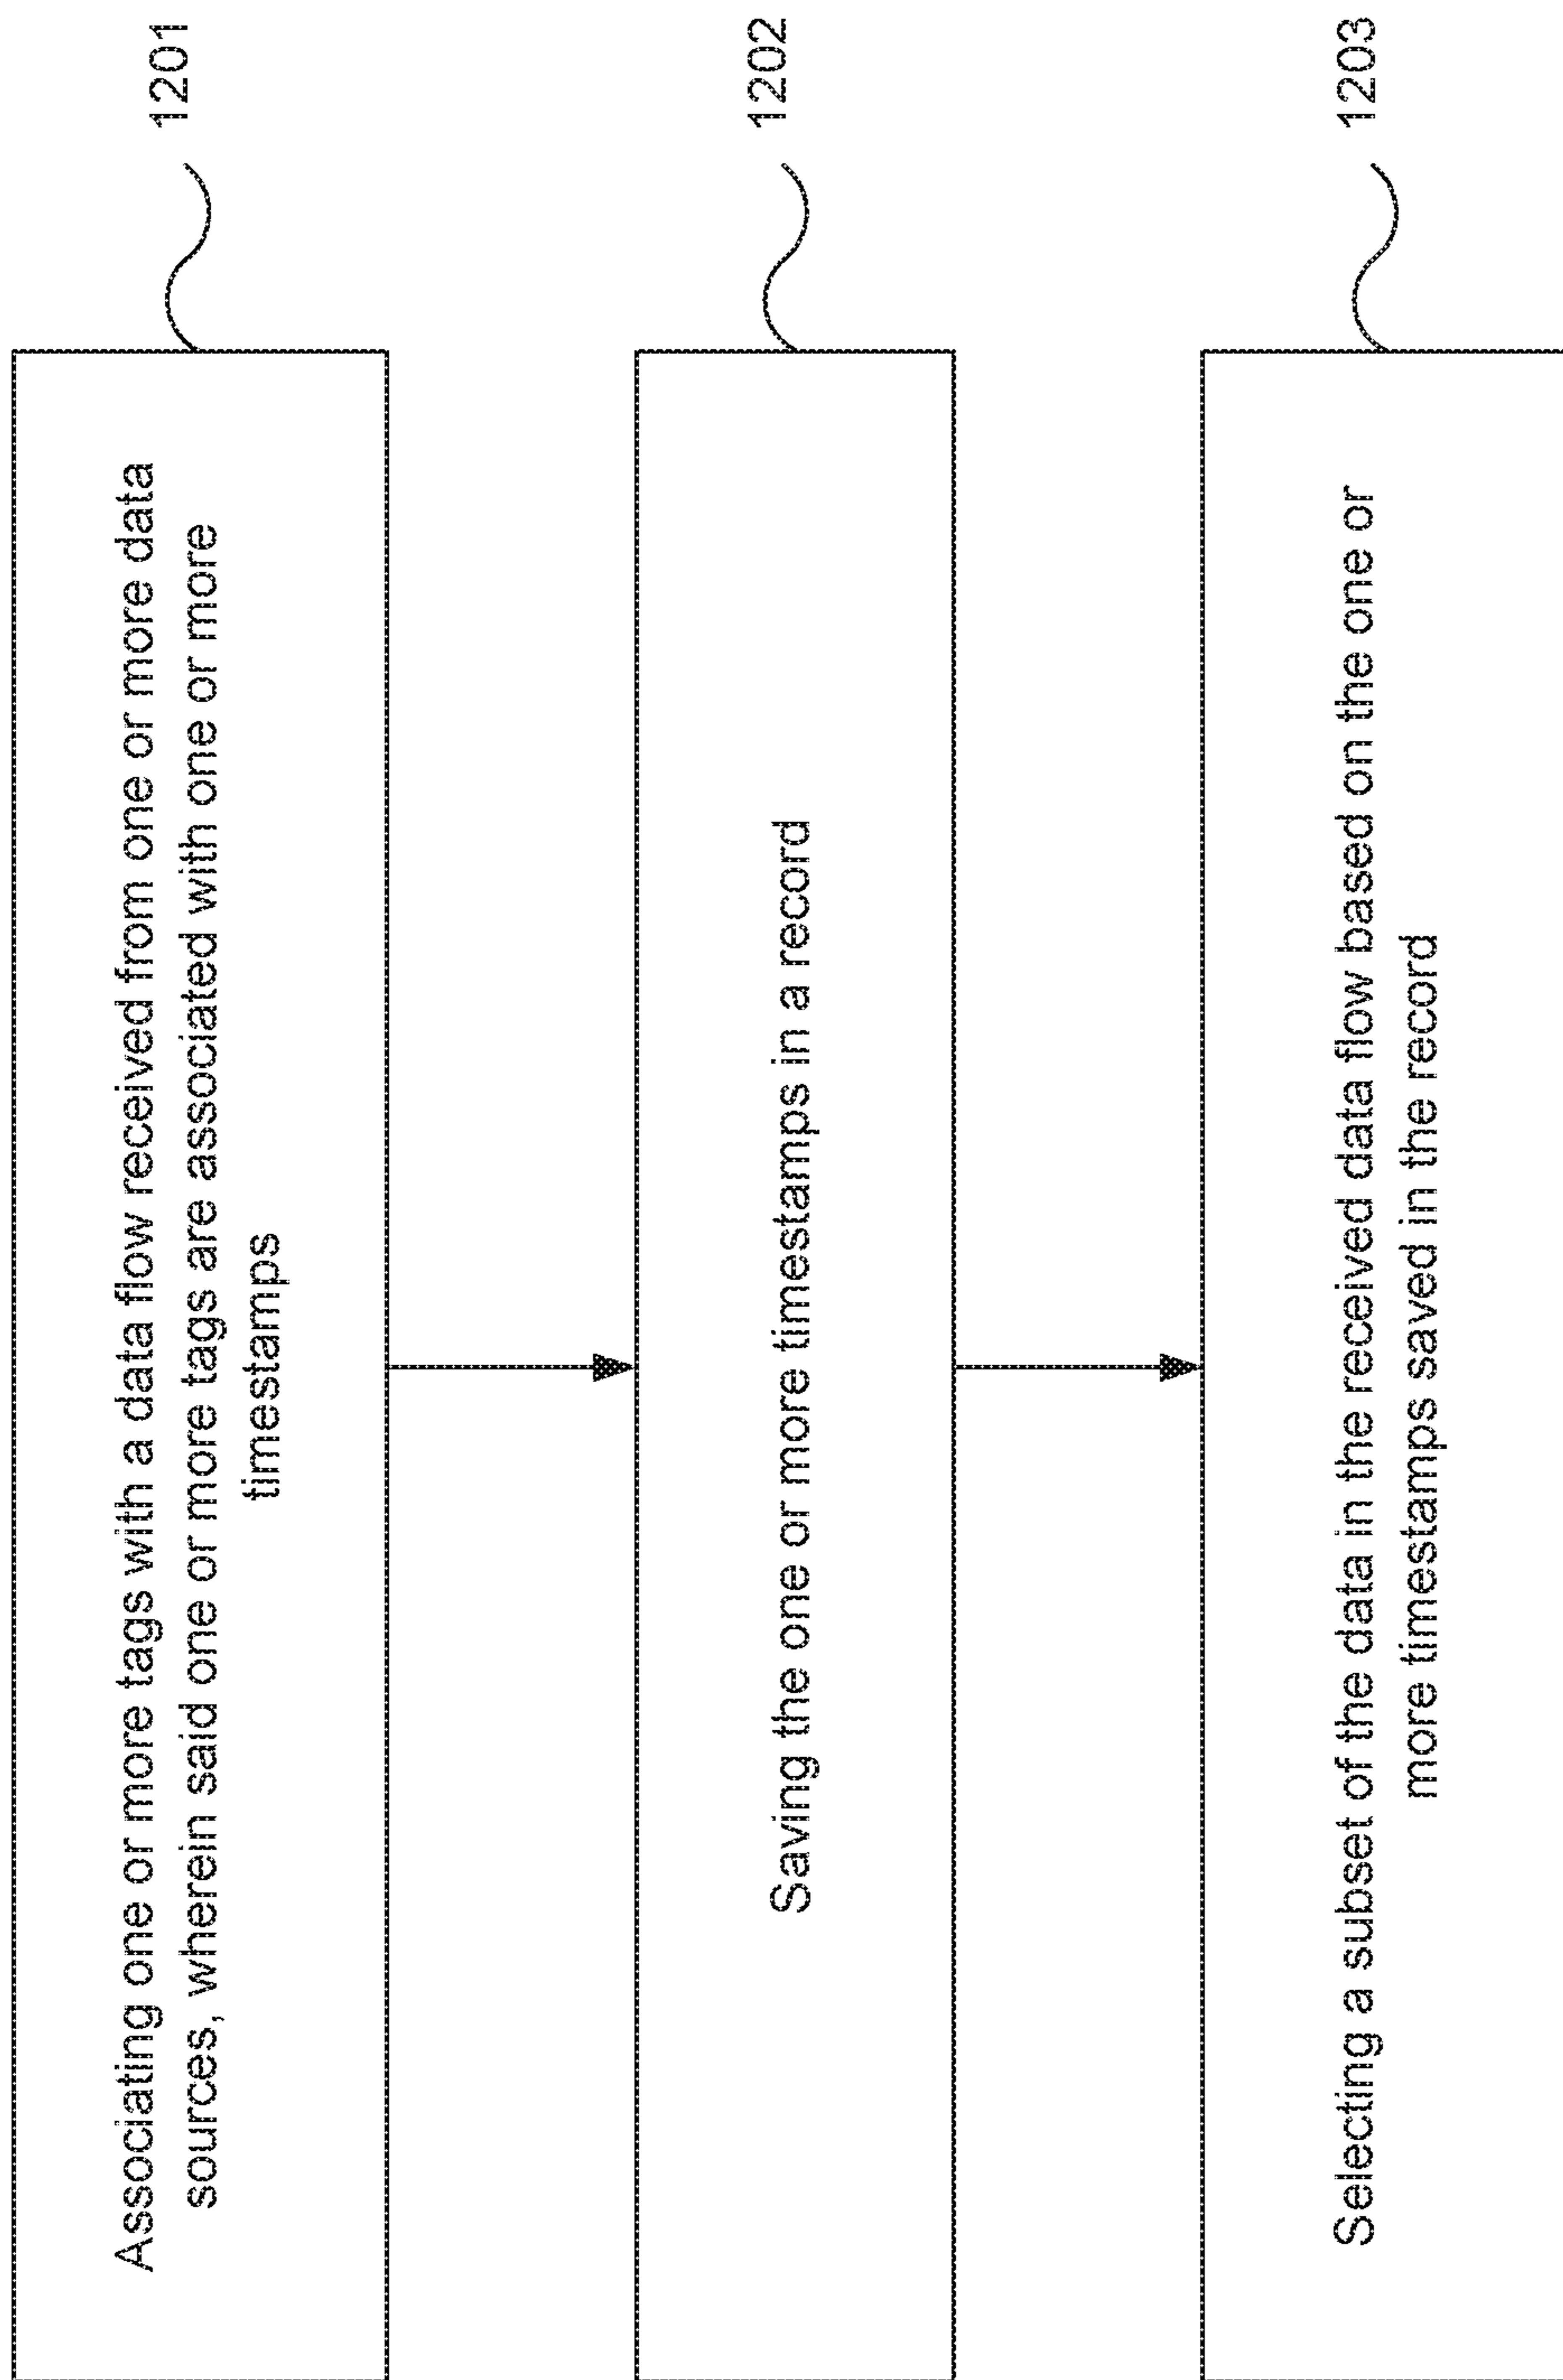 Associating one or more tags with a data flow received from one or more data
sources, wherein said one or more tags are associated with one or more
timestamps
1201
Saving the one or more timestamps in a record
1202
Selecting a subset of the data in the received data flow based on the one or
more timestamps saved in the record
1203